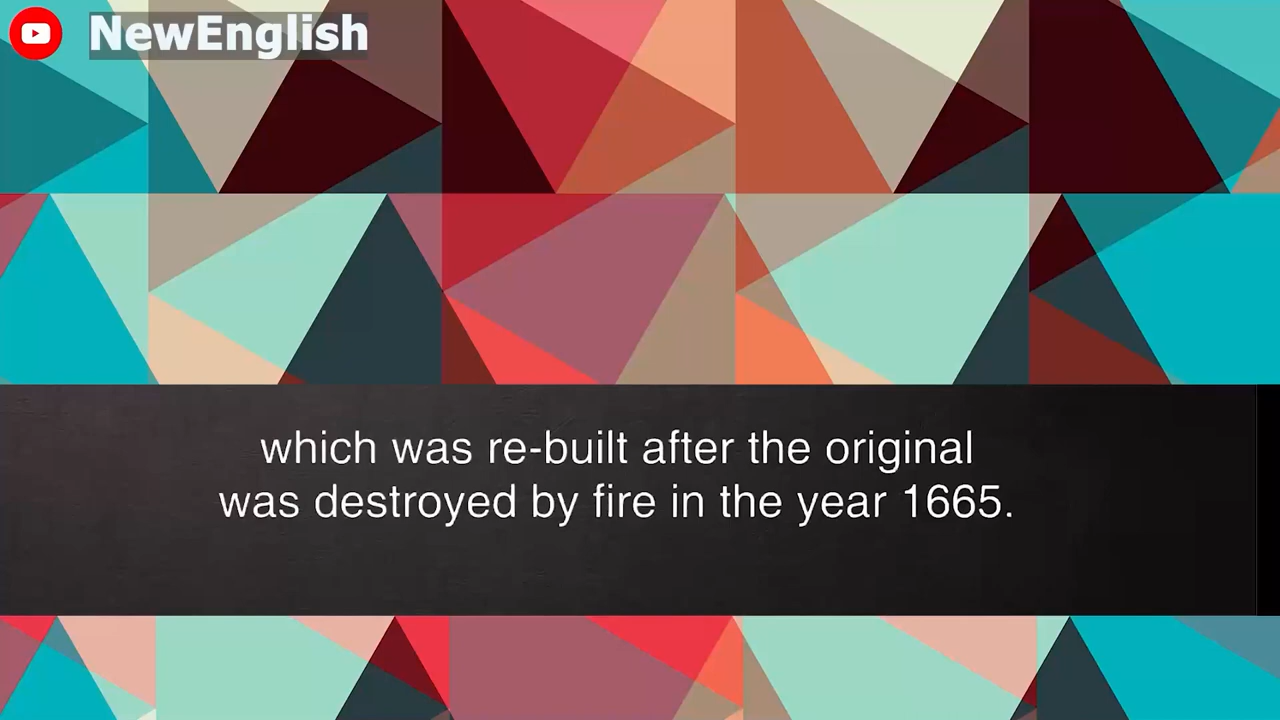 NewEnglish
which was re-built after the original
was destroyed by fire in the year 1665.